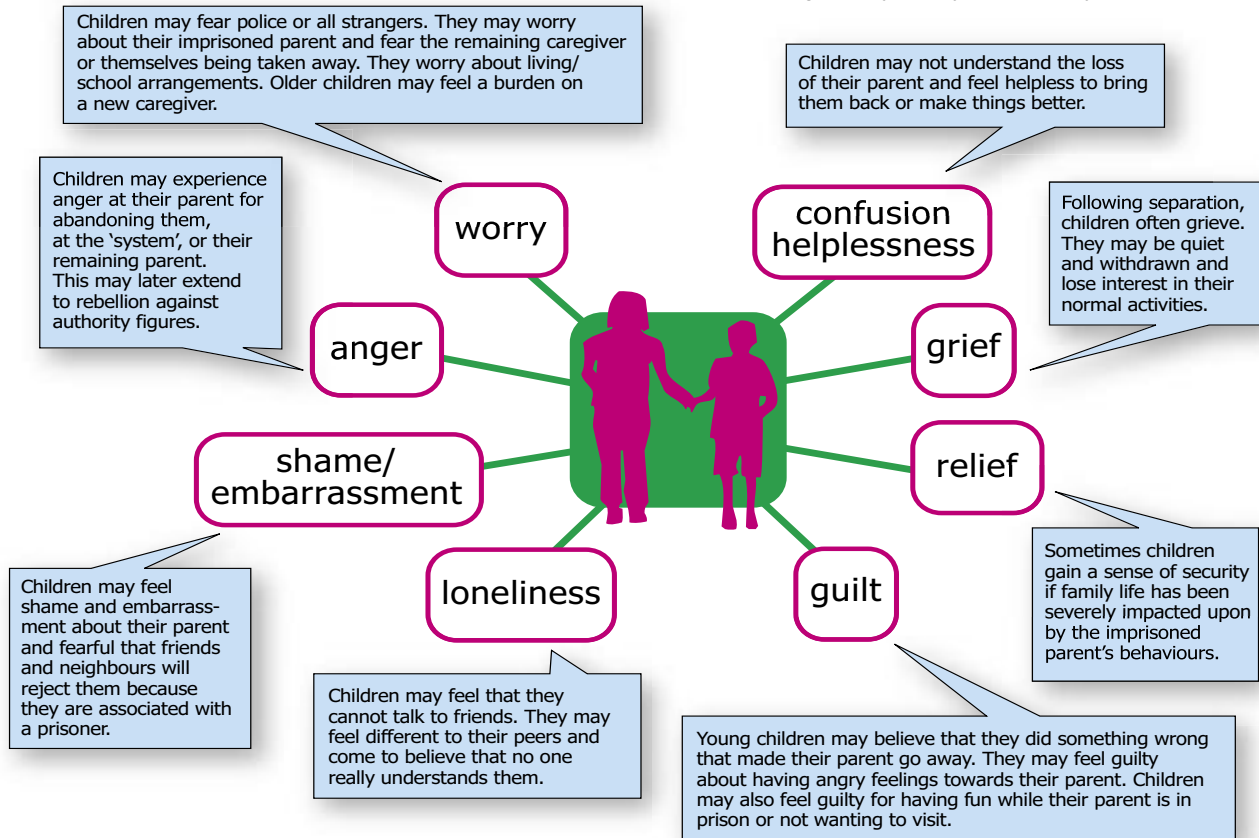 Children may fear police or all strangers. They may worry
about their imprisoned parent and fear the remaining caregiver
or themselves being taken away. They worry about living/
school arrangements. Older children may feel a burden on
a new caregiver.
Children may not understand the loss
of their parent and feel helpless to bring
them back or make things better.
Children may experience
anger at their parent for
abandoning them,
at the ‘system’, or their
remaining parent.
This may later extend
to rebellion against
authority figures.
worry
confusion
helplessness
Following separation,
children often grieve.
They may be quiet
and withdrawn and
lose interest in their
normal activities.
anger
grief
shame/
embarrassment
relief
loneliness
guilt
Children may feel
shame and embarrass-
ment about their parent
and fearful that friends
and neighbours will
reject them because
they are associated with
a prisoner.
Children may feel that they
cannot talk to friends. They may
feel different to their peers and
come to believe that no one
really understands them.
Sometimes children
gain a sense of security
if family life has been
severely impacted upon
by the imprisoned
parent’s behaviours.
Young children may believe that they did something wrong
that made their parent go away. They may feel guilty
about having angry feelings towards their parent. Children
may also feel guilty for having fun while their parent is in
prison or not wanting to visit.